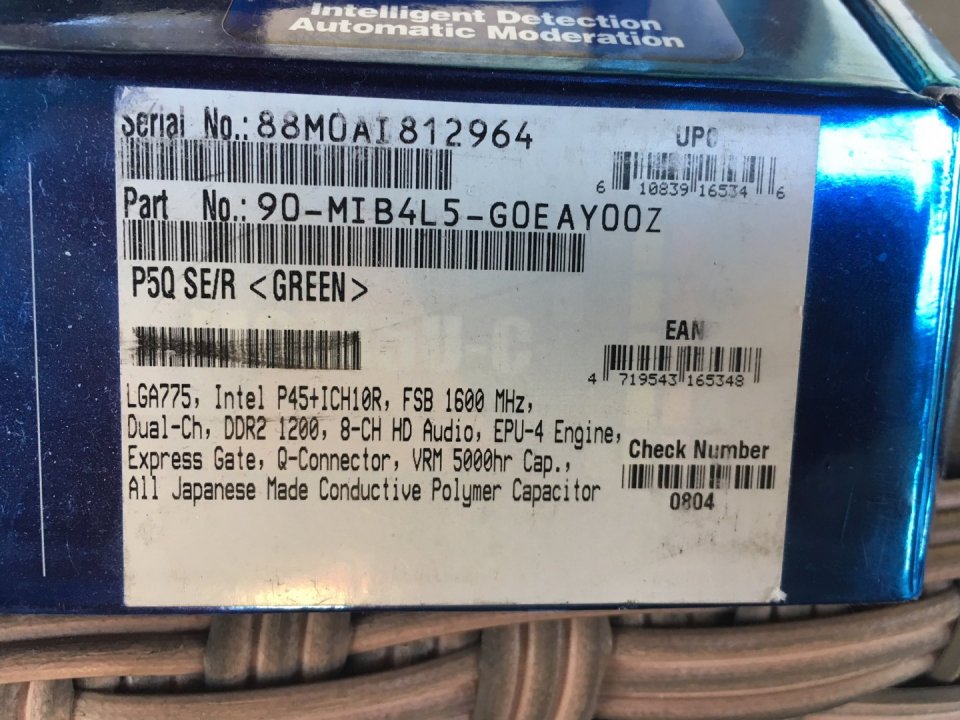 Intelligent Detection
Automatic Moderation
Serial No.: 88M0AI812964
UPC
6 10839 16534 6
Part No.: 90-MIB4L5-G0EAY00Z
P5Q SE/R <GREEN>
EAN
4 719543 165348
LGA775, Intel P45+ICH10R, FSB 1600 MHz,
Dual-Ch, DDR2 1200, 8-CH HD Audio, EPU-4 Engine,
Express Gate, Q-Connector, VRM 5000hr Cap.,
All Japanese Made Conductive Polymer Capacitor
Check Number
0804